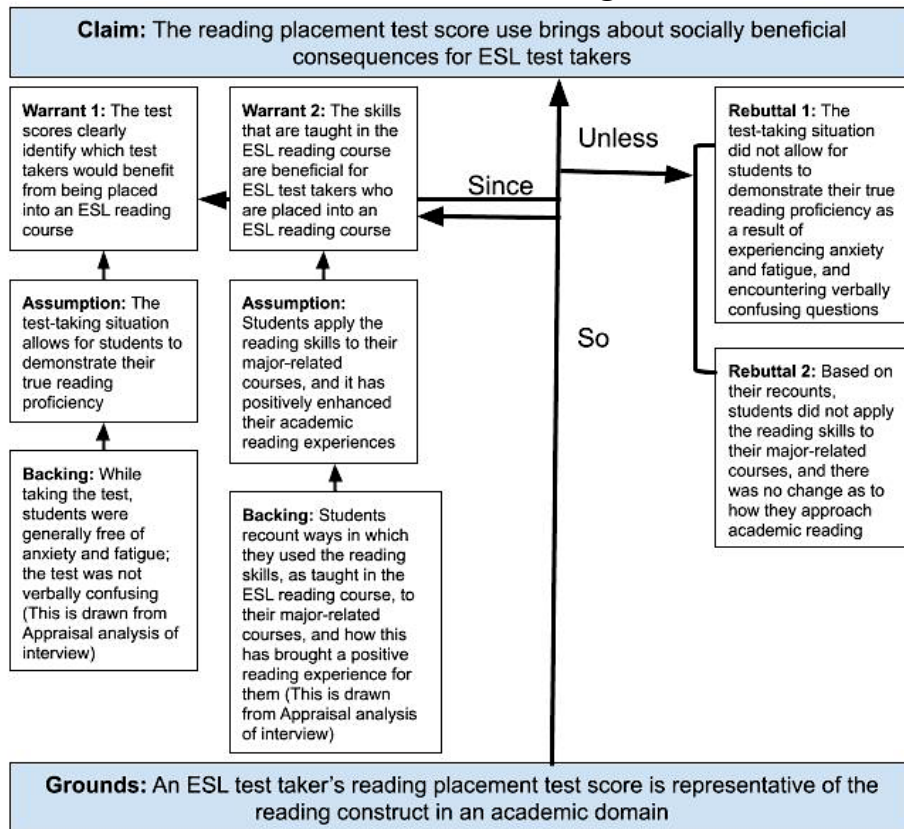 Claim: The reading placement test score use brings about socially beneficial
consequences for ESL test takers
Warrant 1: The
test scores clearly
identify which test
takers would benefit
from being placed
into an ESL reading
course
Warrant 2: The skills
that are taught in the
ESL reading course
are beneficial for
ESL test takers who
are placed into an
ESL reading course
Since
Unless
So
Rebuttal 1: The
test-taking situation
did not allow for
students to
demonstrate their true
reading proficiency as
a result of
experiencing anxiety
and fatigue, and
encountering verbally
confusing questions
Assumption: The
test-taking situation
allows for students to
demonstrate their
true reading
proficiency
Assumption:
Students apply the
reading skills to their
major-related
courses, and it has
positively enhanced
their academic
reading experiences
Rebuttal 2: Based on
their recounts,
students did not apply
the reading skills to
their major-related
courses, and there
was no change as to
how they approach
academic reading
Backing: While
taking the test,
students were
generally free of
anxiety and fatigue;
the test was not
verbally confusing
(This is drawn from
Appraisal analysis of
interview)
Backing: Students
recount ways in which
they used the reading
skills, as taught in the
ESL reading course, to
their major-related
courses, and how this
has brought a positive
reading experience for
them (This is drawn
from Appraisal analysis
of interview)
Grounds: An ESL test taker's reading placement test score is representative of the
reading construct in an academic domain